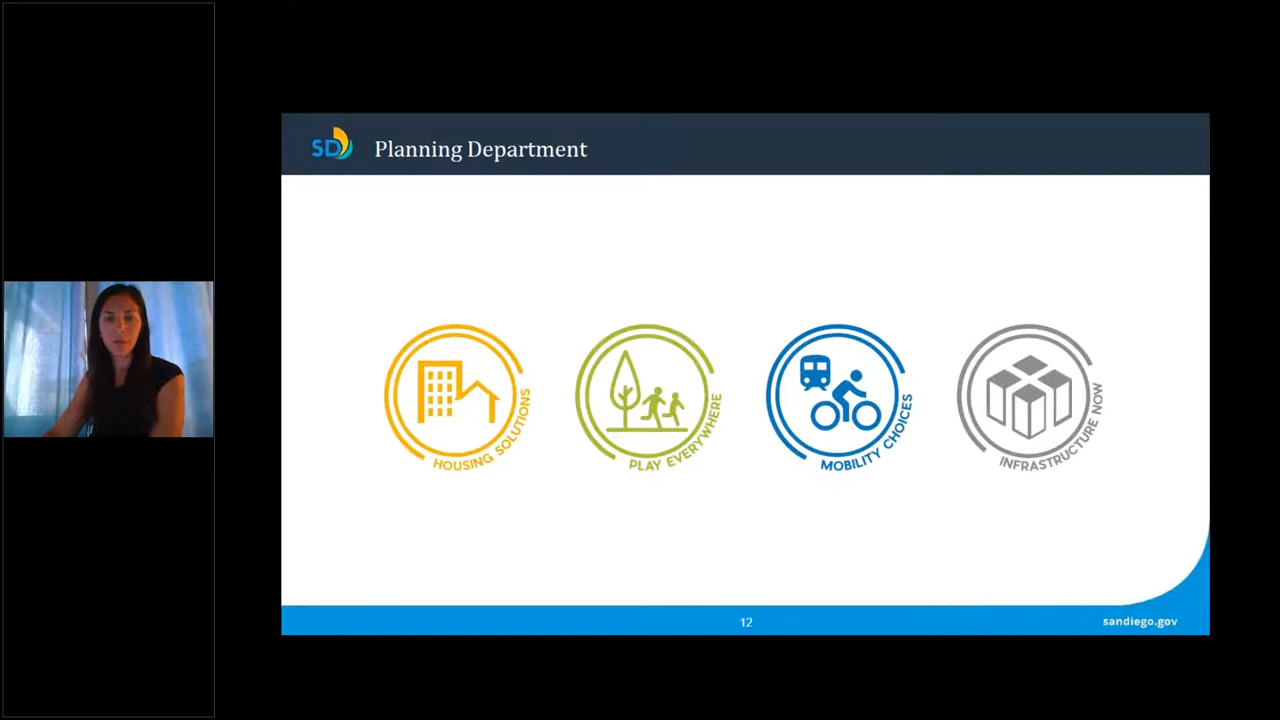 SD
Planning Department
HOUSING SOLUTIONS
PLAY EVERYWHERE
MOBILITY CHOICES
INFRASTRUCTURE NOW
12
sandiego.gov